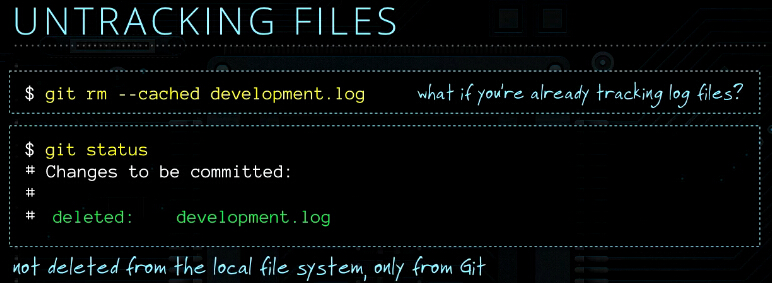 UNTRACKING FILES
$ git rm --cached development.log
what if you're already tracking log files?
$ git status
# Changes to be committed:
#
# deleted: development.log
not deleted from the local file system, only from Git